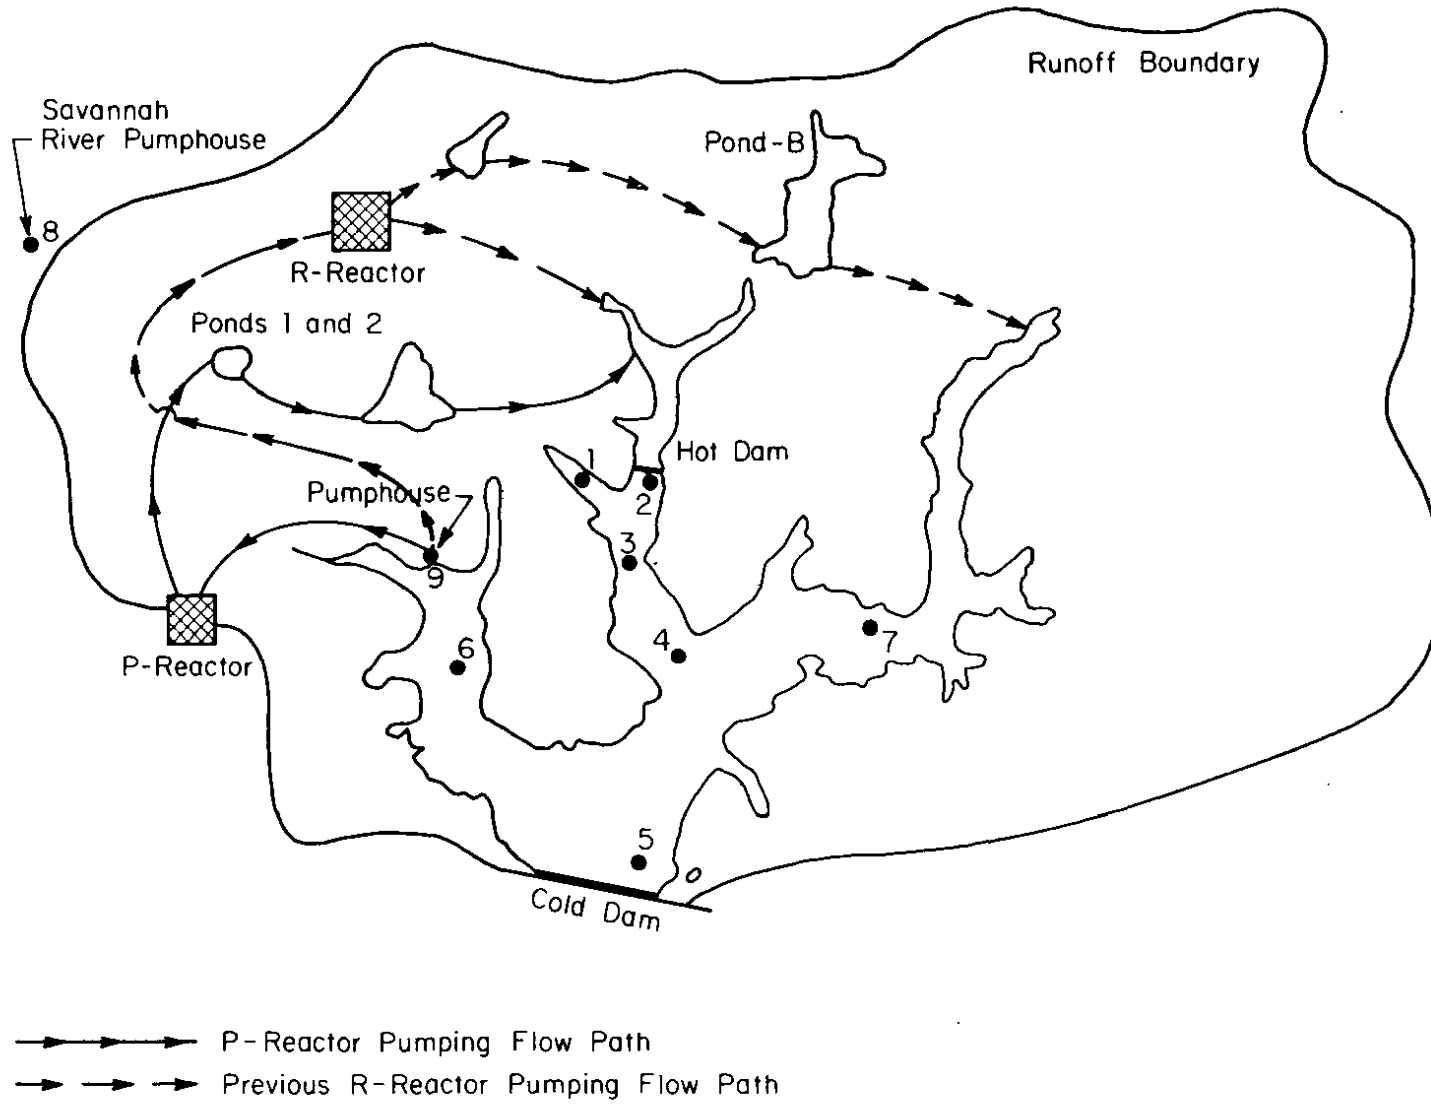 Runoff Boundary
Savannah
River Pumphouse
Pond-B
8
R-Reactor
Ponds 1 and 2
1
Hot Dam
Pumphouse
2
3
9
4
7
6
P-Reactor
5
Cold Dam
P-Reactor Pumping Flow Path
Previous R-Reactor Pumping Flow Path